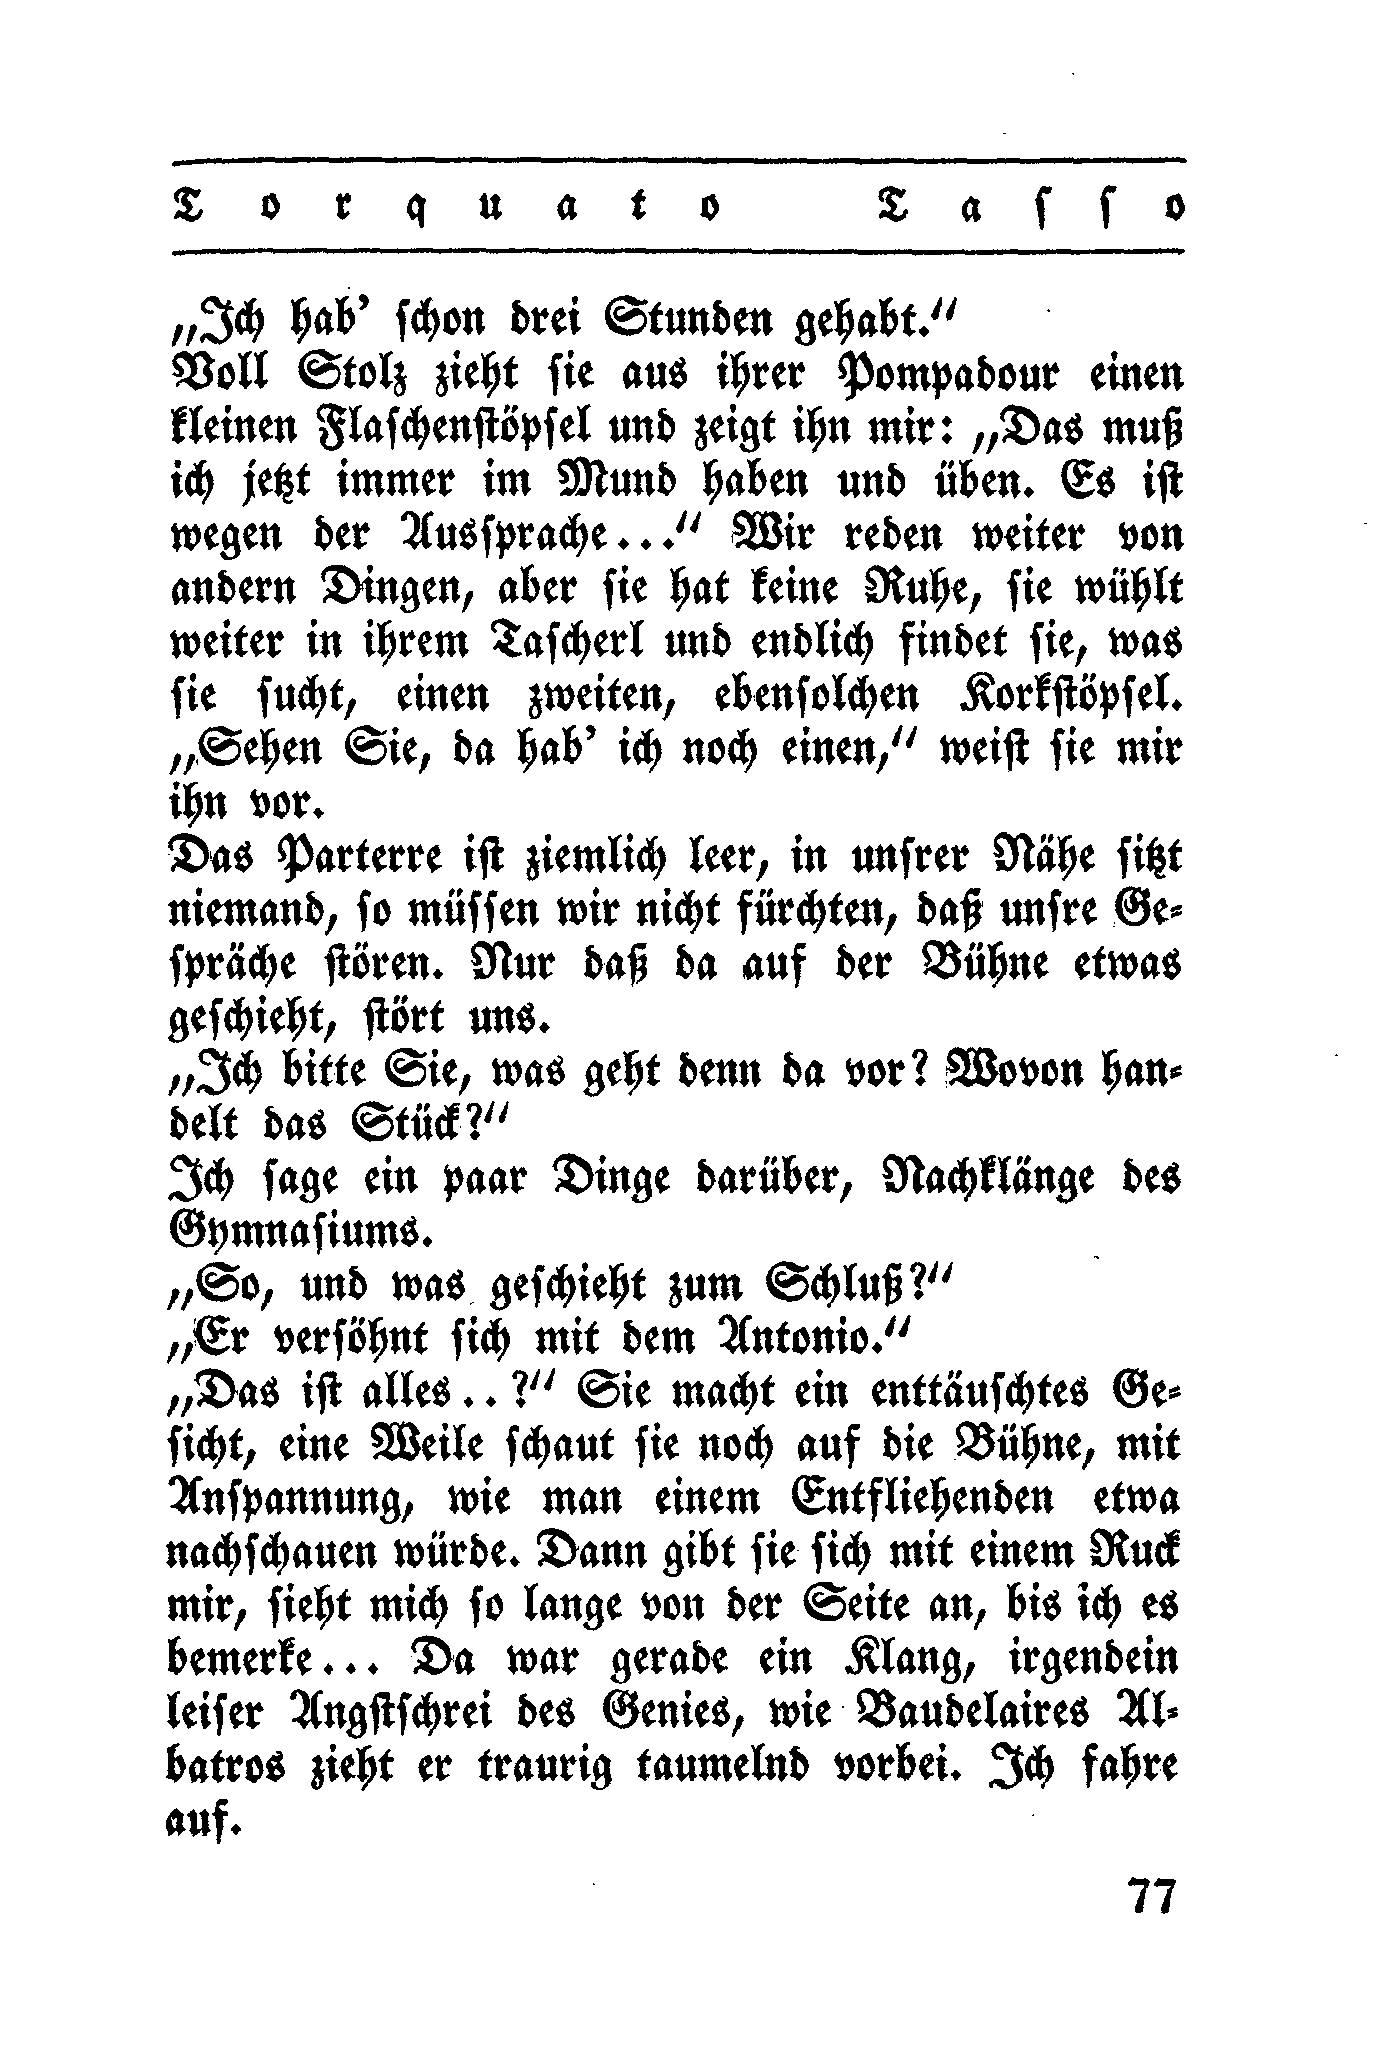 Torquato Tasso
„Ich hab’ schon drei Stunden gehabt.“
Voll Stolz zieht sie aus ihrer Pompadour einen
kleinen Flaschenstöpsel und zeigt ihn mir: „Das muß
ich jetzt immer im Mund haben und üben. Es ist
wegen der Aussprache...“ Wir reden weiter von
andern Dingen, aber sie hat keine Ruhe, sie wühlt
weiter in ihrem Tascherl und endlich findet sie, was
sie sucht, einen zweiten, ebensolchen Korkstöpsel.
„Sehen Sie, da hab’ ich noch einen,“ weist sie mir
ihn vor.
Das Parterre ist ziemlich leer, in unsrer Nähe sitzt
niemand, so müssen wir nicht fürchten, daß unsre Ge-
spräche stören. Nur daß da auf der Bühne etwas
geschieht, stört uns.
„Ich bitte Sie, was geht denn da vor? Wovon han-
delt das Stück?“
Ich sage ein paar Dinge darüber, Nachklänge des
Gymnasiums.
„So, und was geschieht zum Schluß?“
„Er versöhnt sich mit dem Antonio.“
„Das ist alles..?“ Sie macht ein enttäuschtes Ge-
sicht, eine Weile schaut sie noch auf die Bühne, mit
Anspannung, wie man einem Entfliehenden etwa
nachschauen würde. Dann gibt sie sich mit einem Ruck
mir, sieht mich so lange von der Seite an, bis ich es
bemerke... Da war gerade ein Klang, irgendein
leiser Angstschrei des Genies, wie Baudelaires Al-
batros zieht er traurig taumelnd vorbei. Ich fahre
auf.
77